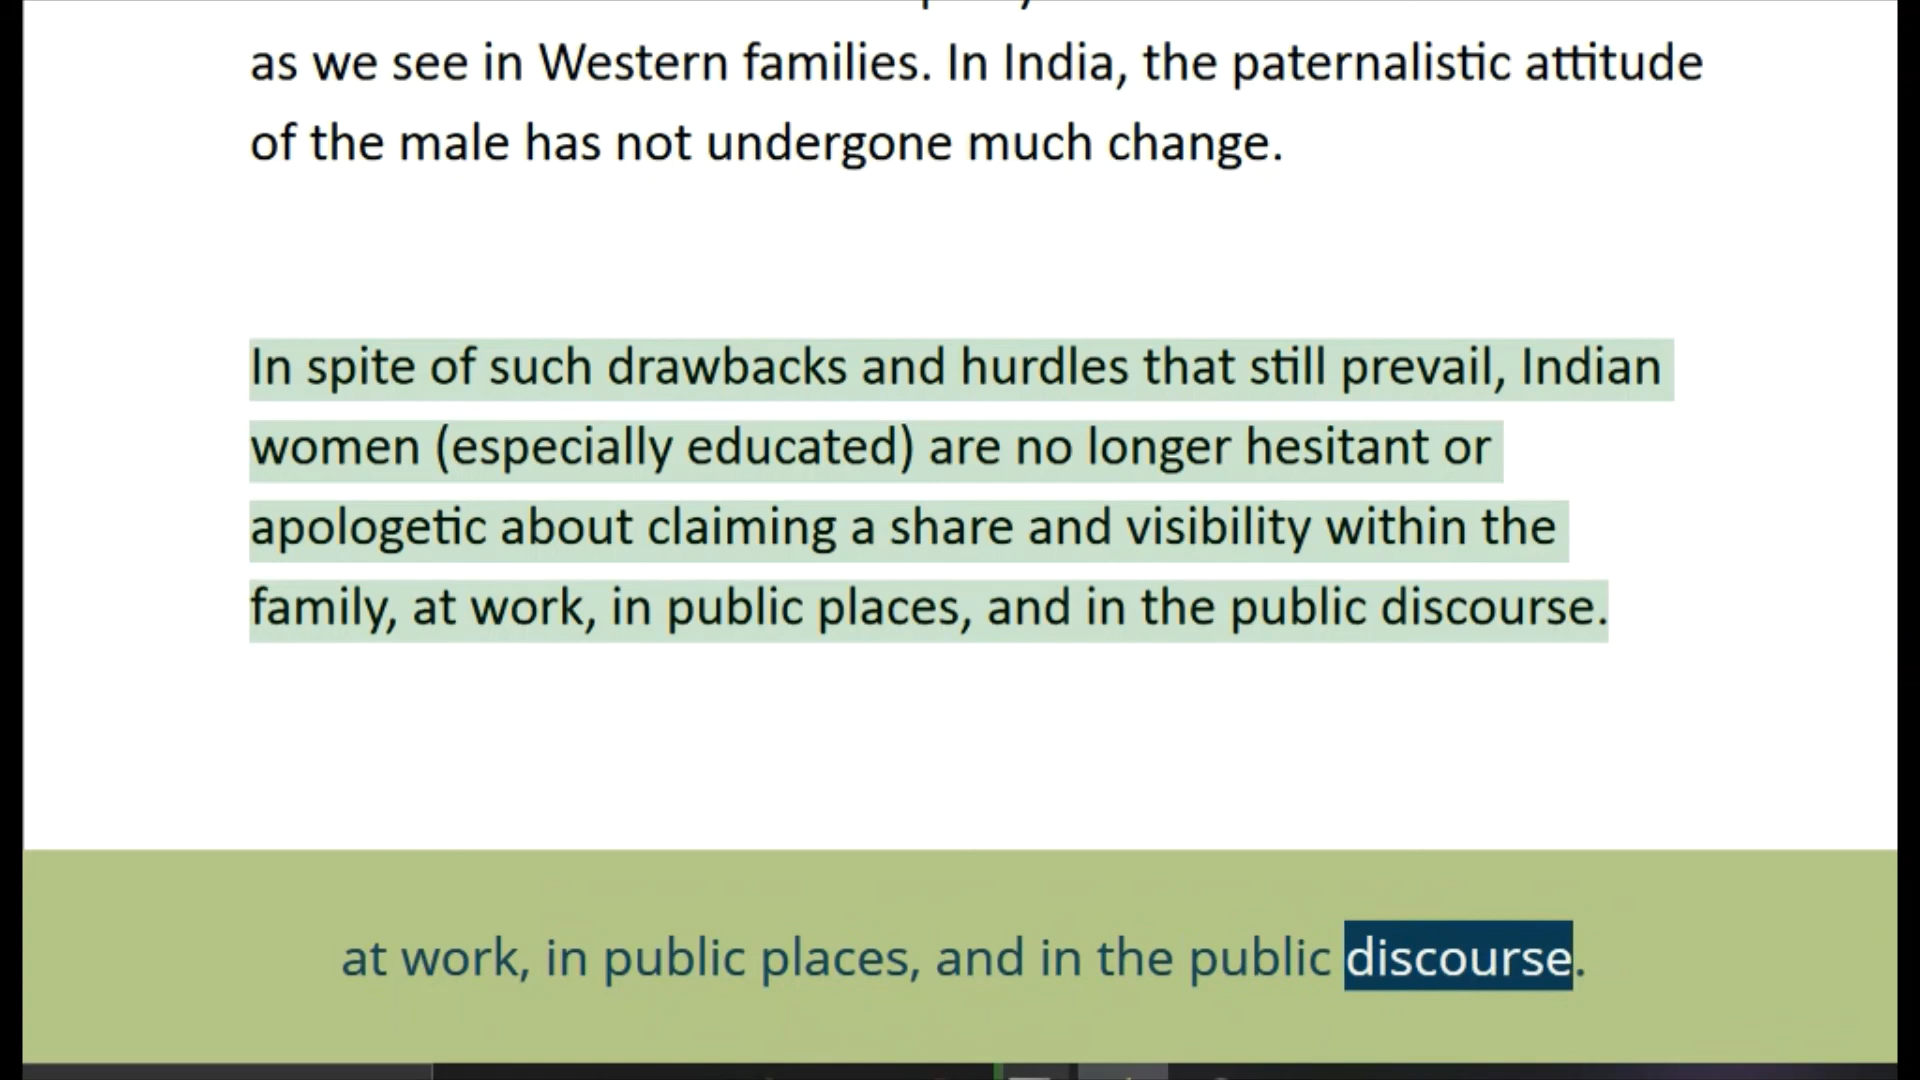 as we see in Western families. In India, the paternalistic attitude
of the male has not undergone much change.
In spite of such drawbacks and hurdles that still prevail, Indian
women (especially educated) are no longer hesitant or
apologetic about claiming a share and visibility within the
family, at work, in public places, and in the public discourse.
at work, in public places, and in the public discourse.